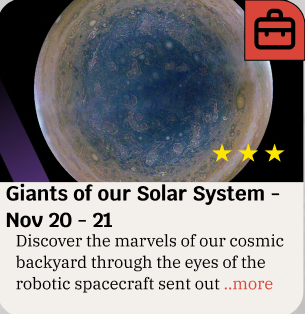 Giants of our Solar System -
Nov 20 - 21
Discover the marvels of our cosmic
backyard through the eyes of the
robotic spacecraft sent out ..more